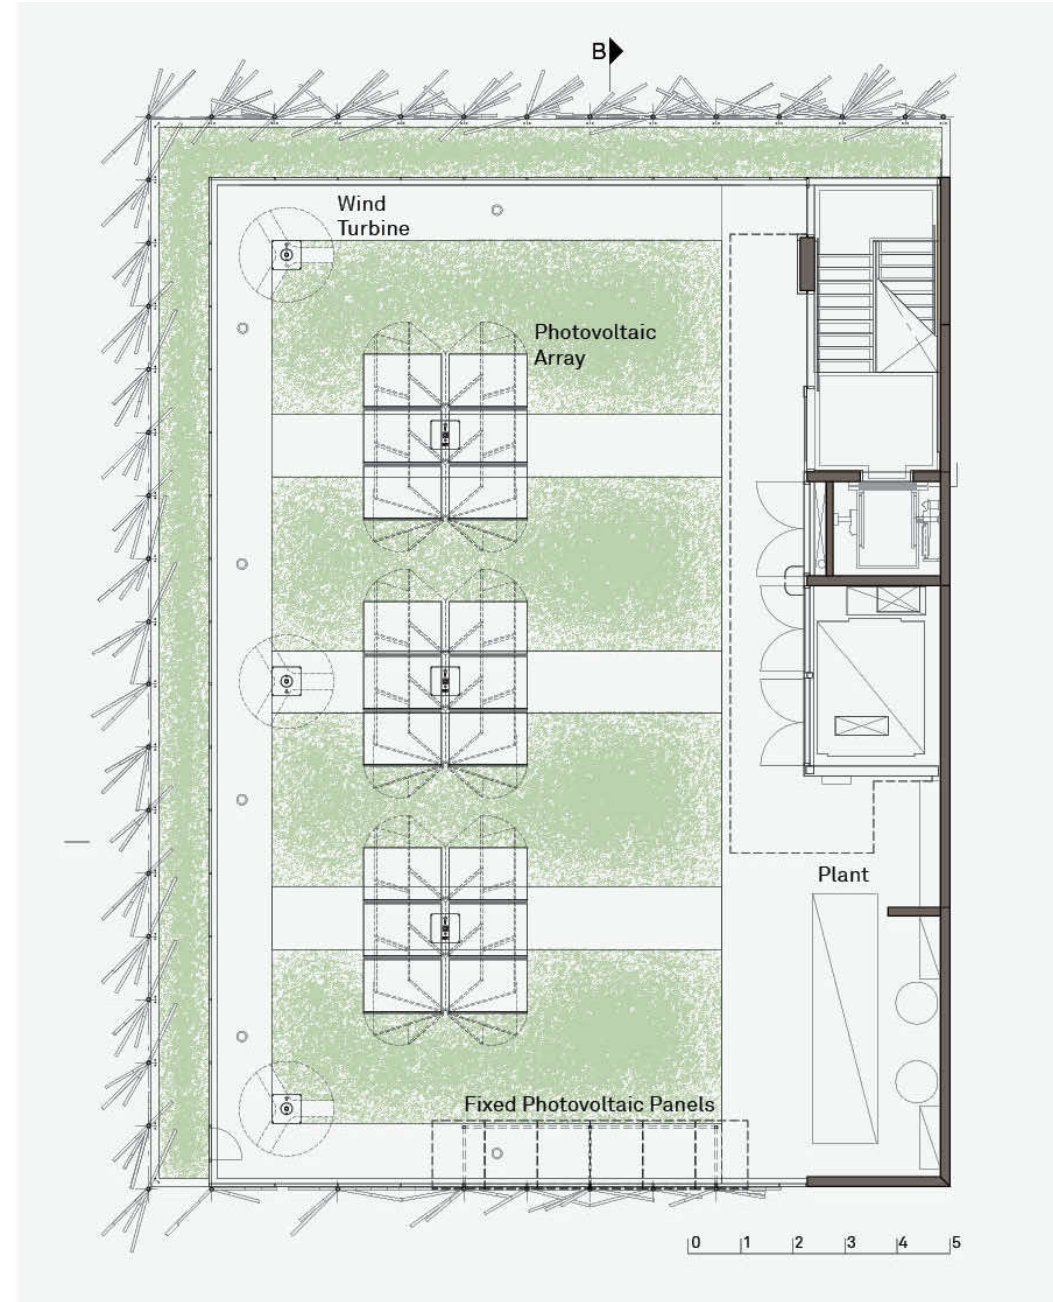 B
Wind
Turbine
Photovoltaic
Array
Plant
Fixed Photovoltaic Panels
0 1 2 3 4 5